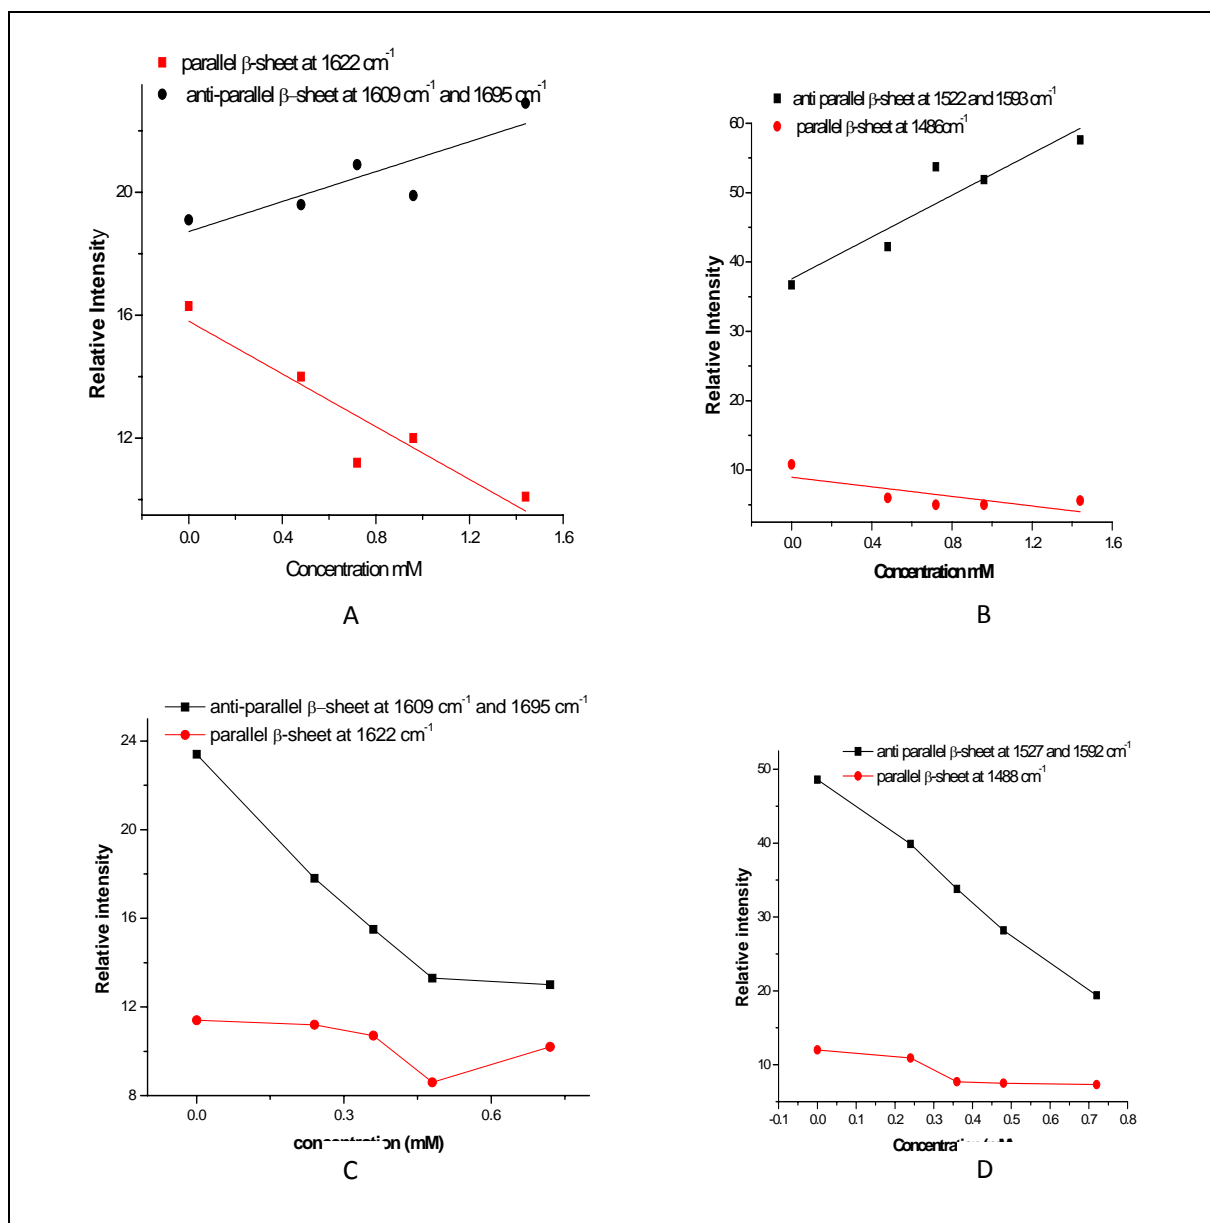 parallel β-sheet at 1622 cm⁻¹
anti-parallel β–sheet at 1609 cm⁻¹ and 1695 cm⁻¹
20
16
12
Relative Intensity
0.0 0.4 0.8 1.2 1.6
Concentration mM
A
anti parallel β-sheet at 1522 and 1593cm⁻¹
parallel β-sheet at 1486cm⁻¹
60
50
40
30
20
10
Relative Intensity
0.0 0.4 0.8 1.2 1.6
Concentration mM
B
anti-parallel β–sheet at 1609 cm⁻¹ and 1695 cm⁻¹
parallel β-sheet at 1622 cm⁻¹
24
20
16
12
8
Relative intensity
0.0 0.3 0.6
concentration (mM)
C
anti parallel β-sheet at 1527 and 1592 cm⁻¹
parallel β-sheet at 1488 cm⁻¹
50
40
30
20
10
Relative intensity
-0.1 0.0 0.1 0.2 0.3 0.4 0.5 0.6 0.7 0.8
D